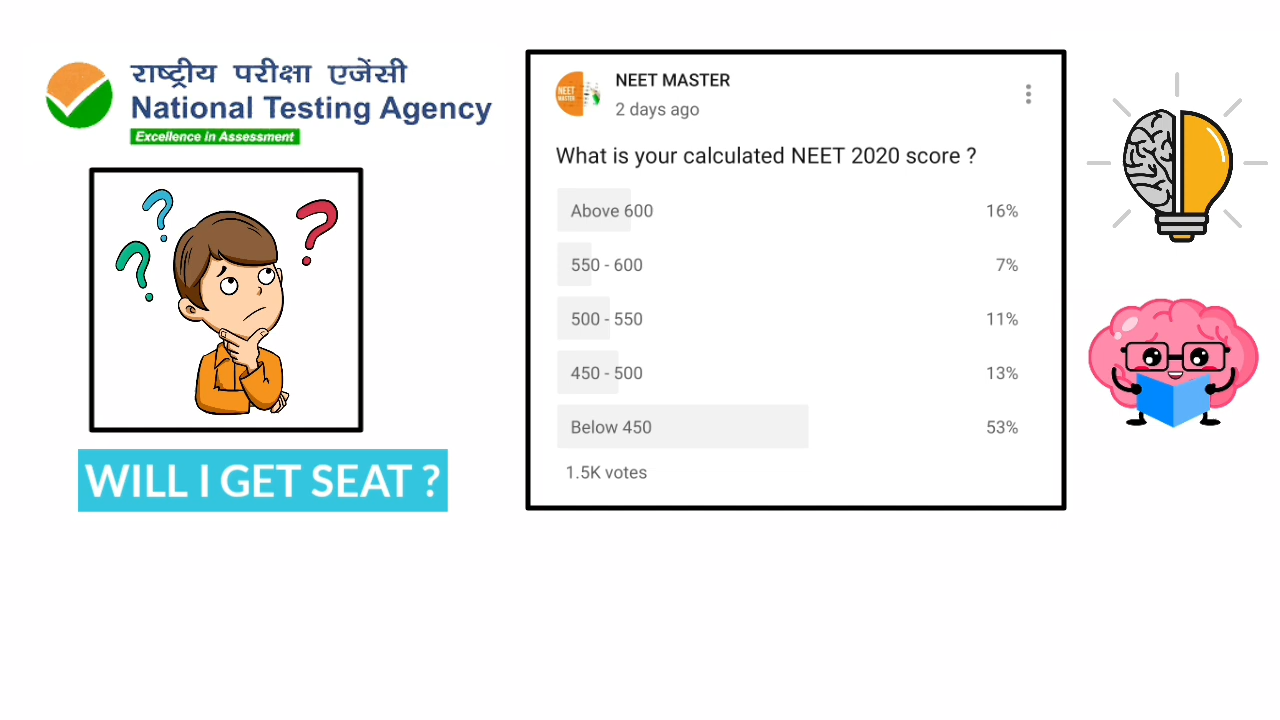 राष्ट्रीय परीक्षा एजेंसी
National Testing Agency
Excellence in Assessment
WILL I GET SEAT ?
NEET MASTER
NEET MASTER
2 days ago
What is your calculated NEET 2020 score ?
Above 600 16%
550 - 600 7%
500 - 550 11%
450 - 500 13%
Below 450 53%
1.5K votes